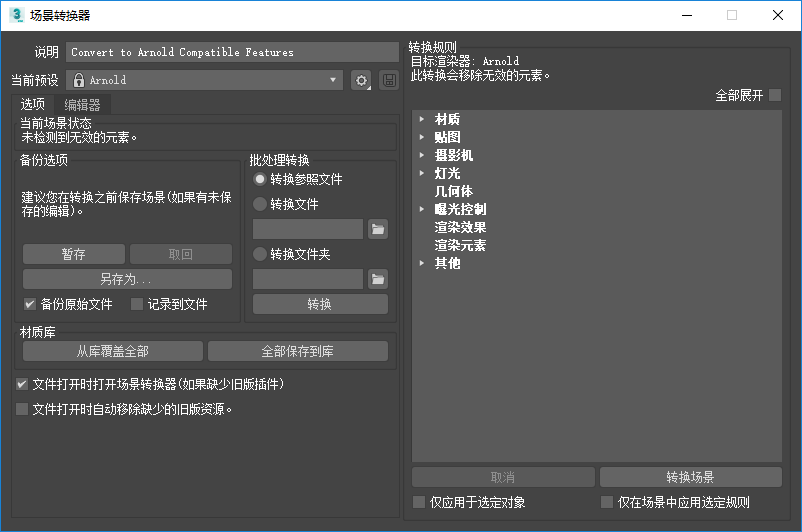 场景转换器
说明 Convert to Arnold Compatible Features
当前预设 Arnold
选项 编辑器
当前场景状态
未检测到无效的元素。
备份选项
建议您在转换之前保存场景(如果有未保
存的编辑)。
暂存 取回
另存为...
备份原始文件 记录到文件
批处理转换
转换参照文件
转换文件
转换文件夹
转换
材质库
从库覆盖全部 全部保存到库
文件打开时打开场景转换器(如果缺少旧版插件)
文件打开时自动移除缺少的旧版资源。
转换规则
目标渲染器: Arnold
此转换会移除无效的元素。
全部展开
材质
贴图
摄影机
灯光
几何体
曝光控制
渲染效果
渲染元素
其他
取消 转换场景
仅应用于选定对象 仅在场景中应用选定规则